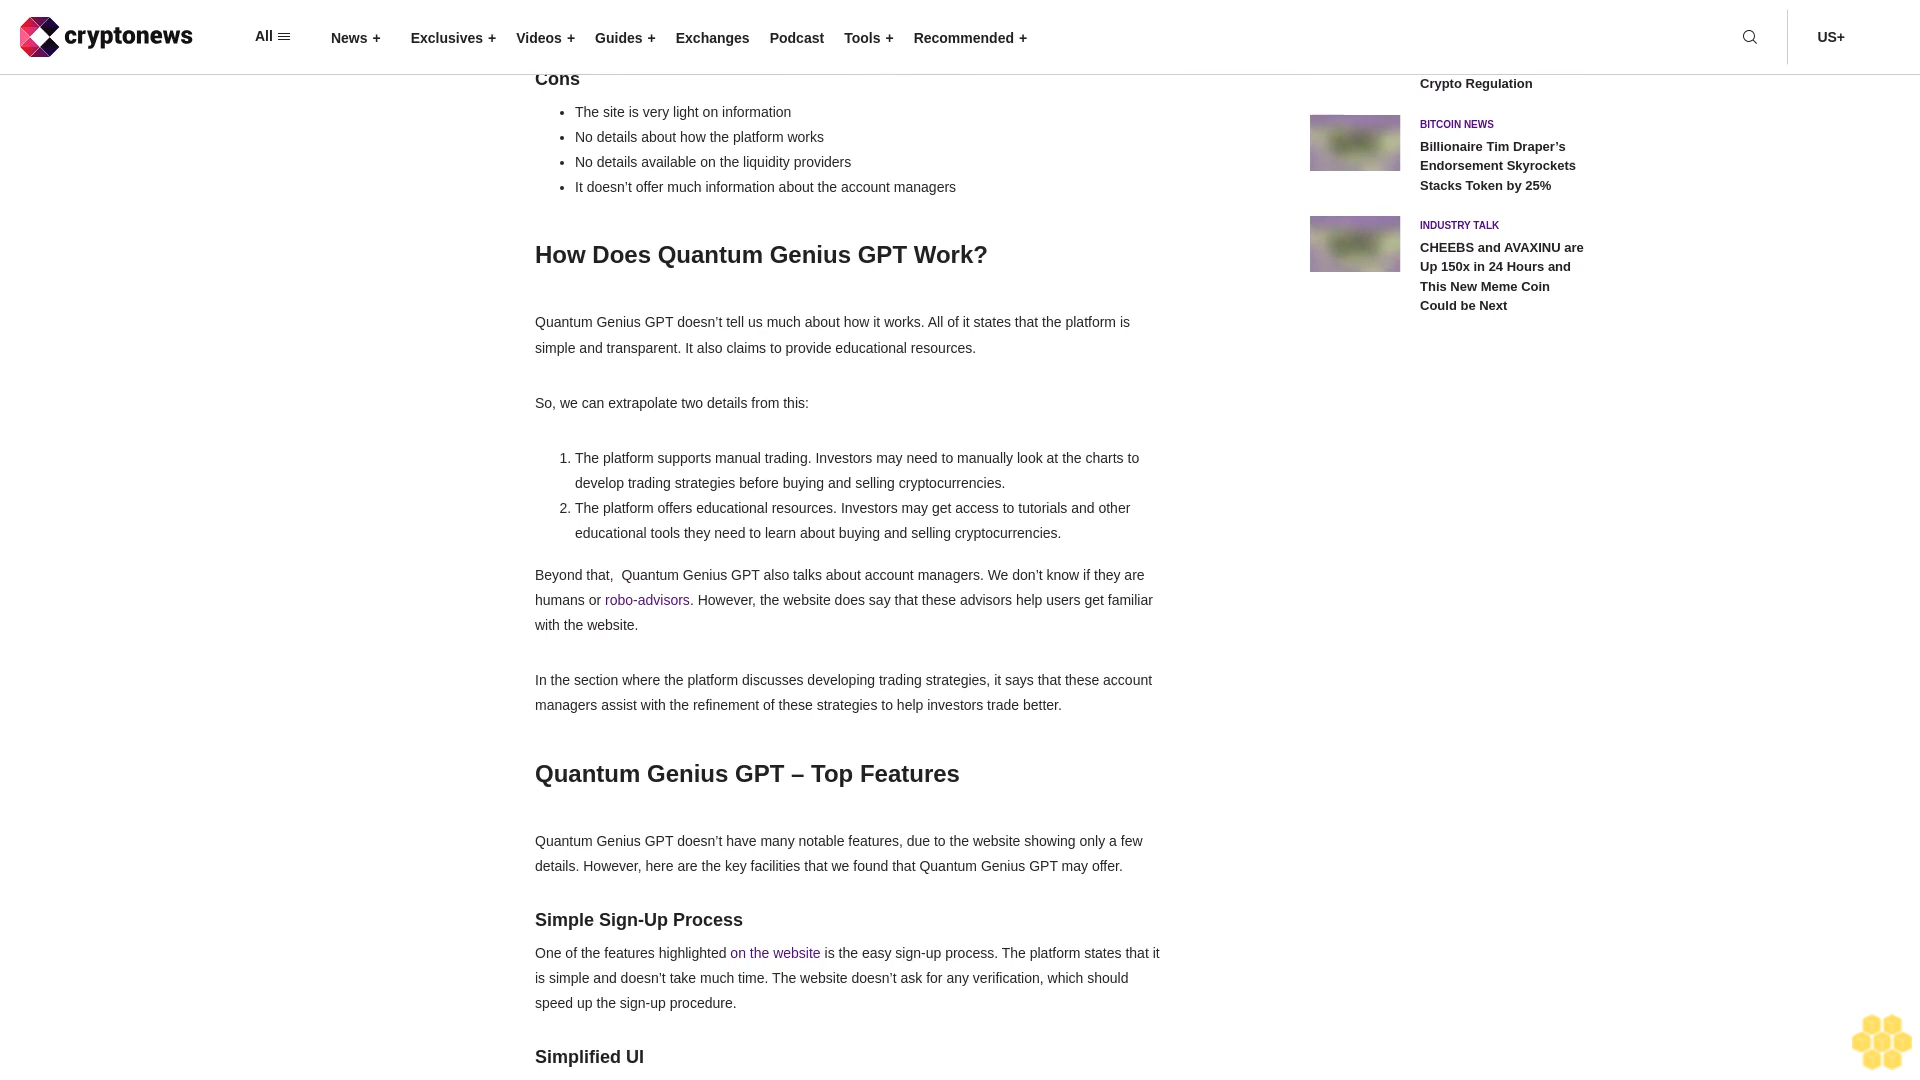 cryptonews
All
News +
Exclusives +
Videos +
Guides +
Exchanges
Podcast
Tools +
Recommended +
US+
Cons
• The site is very light on information
• No details about how the platform works
• No details available on the liquidity providers
• It doesn’t offer much information about the account managers
How Does Quantum Genius GPT Work?
Quantum Genius GPT doesn’t tell us much about how it works. All of it states that the platform is
simple and transparent. It also claims to provide educational resources.
So, we can extrapolate two details from this:
1. The platform supports manual trading. Investors may need to manually look at the charts to
develop trading strategies before buying and selling cryptocurrencies.
2. The platform offers educational resources. Investors may get access to tutorials and other
educational tools they need to learn about buying and selling cryptocurrencies.
Beyond that,  Quantum Genius GPT also talks about account managers. We don’t know if they are
humans or robo-advisors. However, the website does say that these advisors help users get familiar
with the website.
In the section where the platform discusses developing trading strategies, it says that these account
managers assist with the refinement of these strategies to help investors trade better.
Quantum Genius GPT – Top Features
Quantum Genius GPT doesn’t have many notable features, due to the website showing only a few
details. However, here are the key facilities that we found that Quantum Genius GPT may offer.
Simple Sign-Up Process
One of the features highlighted on the website is the easy sign-up process. The platform states that it
is simple and doesn’t take much time. The website doesn’t ask for any verification, which should
speed up the sign-up procedure.
Simplified UI
Crypto Regulation
BITCOIN NEWS
Billionaire Tim Draper’s
Endorsement Skyrockets
Stacks Token by 25%
INDUSTRY TALK
CHEEBS and AVAXINU are
Up 150x in 24 Hours and
This New Meme Coin
Could be Next